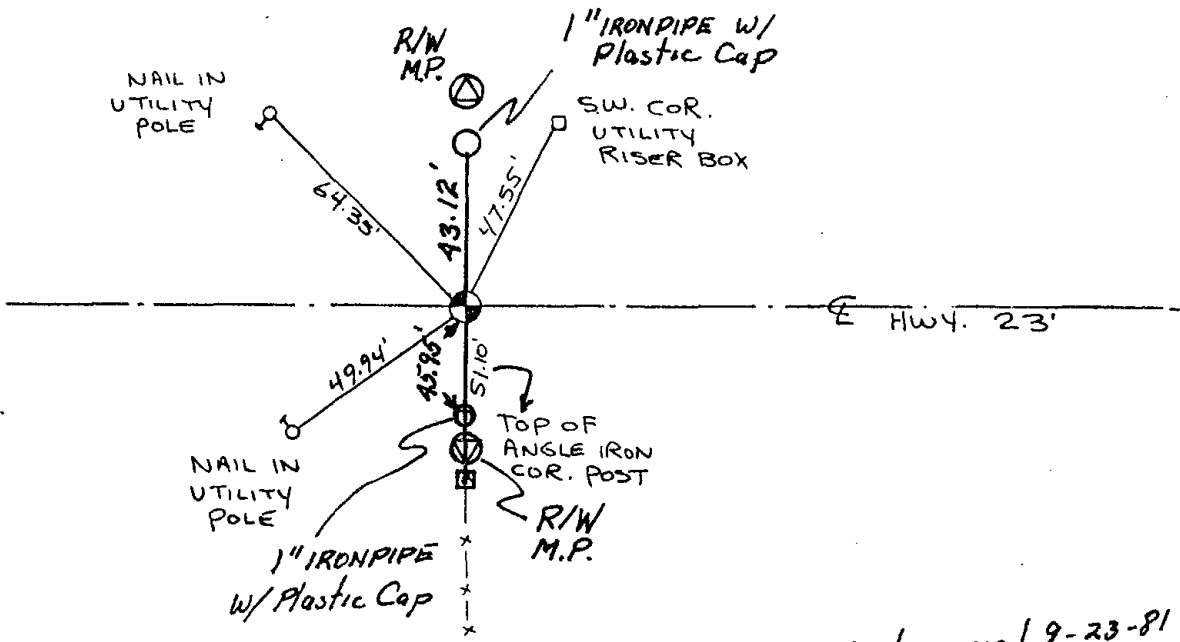 R/W
M.P.
1" IRONPIPE W/
Plastic Cap
NAIL IN
UTILITY
POLE
S.W. COR.
UTILITY
RISER BOX
64.35'
43.12'
47.55'
℄ HWY. 23'
49.94'
45.95'
51.10'
TOP OF
ANGLE IRON
COR. POST
NAIL IN
UTILITY
POLE
R/W
M.P.
1" IRONPIPE
W/ Plastic Cap
9-23-81